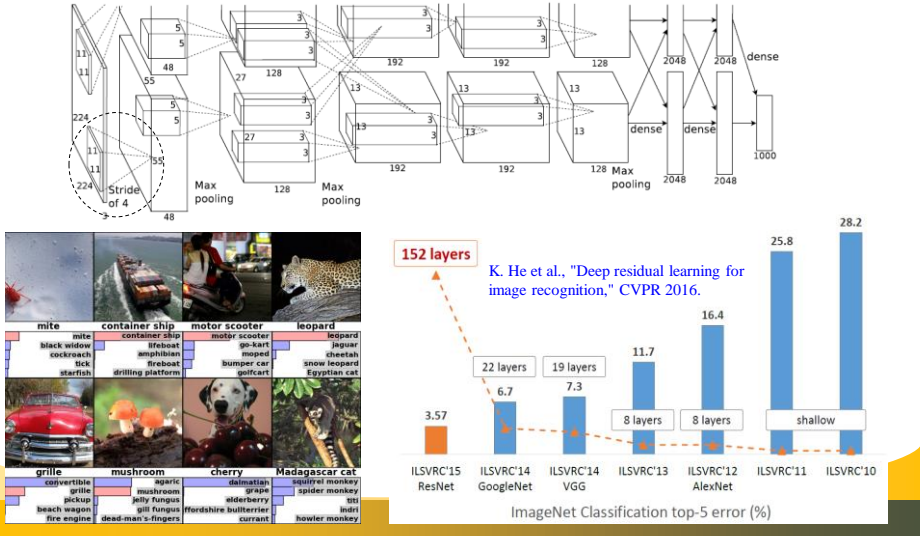 5
5
48
55
3
3
27
128
3
3
192
192
128
2048
2048
dense
11
11
224
5
5
55
27
3
3
13
13
3
3
192
13
3
3
192
13
13
128
dense
dense
2048
2048
1000
11
11
224
3
Stride
of 4
48
Max
pooling
128
Max
pooling
Max
pooling
mite
container ship
motor scooter
leopard
mite
black widow
cockroach
tick
starfish
container ship
lifeboat
amphibian
fireboat
drilling platform
motor scooter
go-kart
moped
bumper car
golfcart
leopard
jaguar
cheetah
snow leopard
Egyptian cat
grille
mushroom
cherry
Madagascar cat
convertible
grille
pickup
beach wagon
fire engine
agaric
mushroom
jelly fungus
gill fungus
dead-man's-fingers
dalmatian
grape
elderberry
ffordshire bullterrier
currant
squirrel monkey
spider monkey
titi
indri
howler monkey
152 layers
K. He et al., "Deep residual learning for
image recognition," CVPR 2016.
22 layers
19 layers
8 layers
8 layers
shallow
3.57
6.7
7.3
11.7
16.4
25.8
28.2
ILSVRC'15
ResNet
ILSVRC'14
GoogleNet
ILSVRC'14
VGG
ILSVRC'13
ILSVRC'12
AlexNet
ILSVRC'11
ILSVRC'10
ImageNet Classification top-5 error (%)